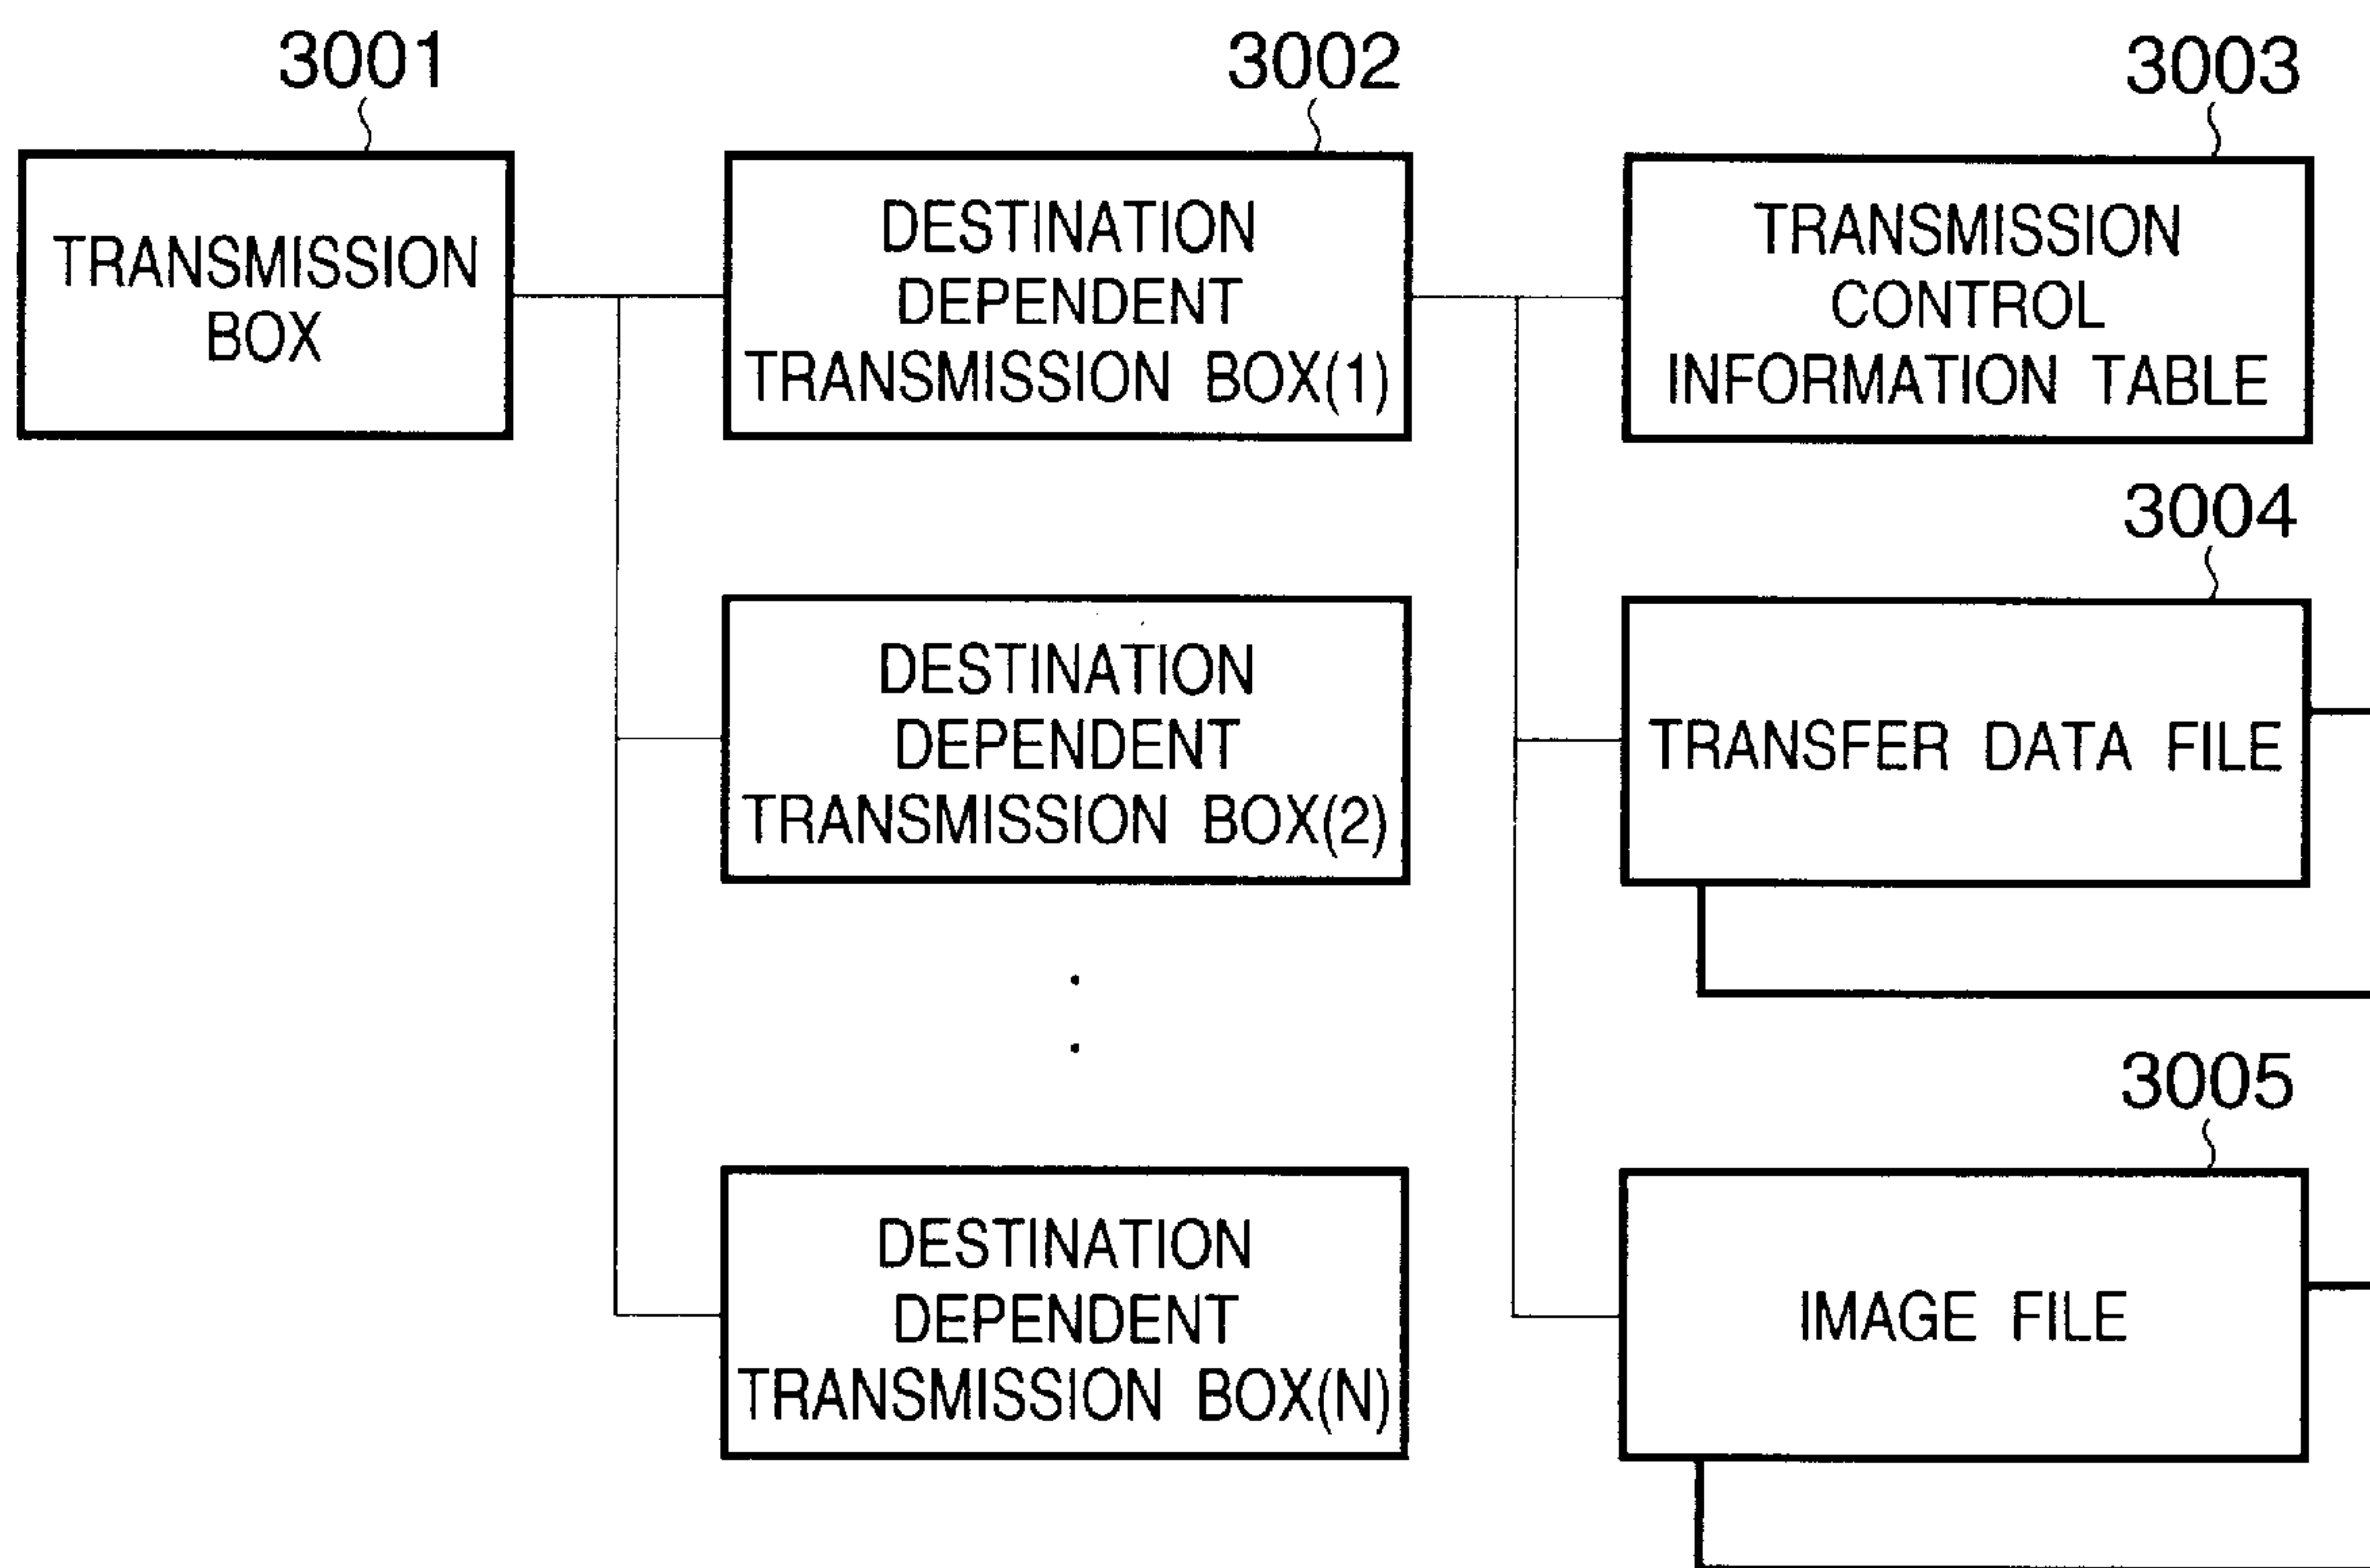 3001
TRANSMISSION
BOX
3002
DESTINATION
DEPENDENT
TRANSMISSION BOX(1)
3003
TRANSMISSION
CONTROL
INFORMATION TABLE
DESTINATION
DEPENDENT
TRANSMISSION BOX(2)
3004
TRANSFER DATA FILE
DESTINATION
DEPENDENT
TRANSMISSION BOX(N)
3005
IMAGE FILE